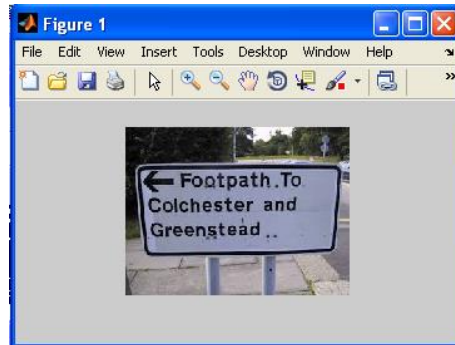 Figure 1
File Edit View Insert Tools Desktop Window Help
Footpath To
Colchester and
Greenstead